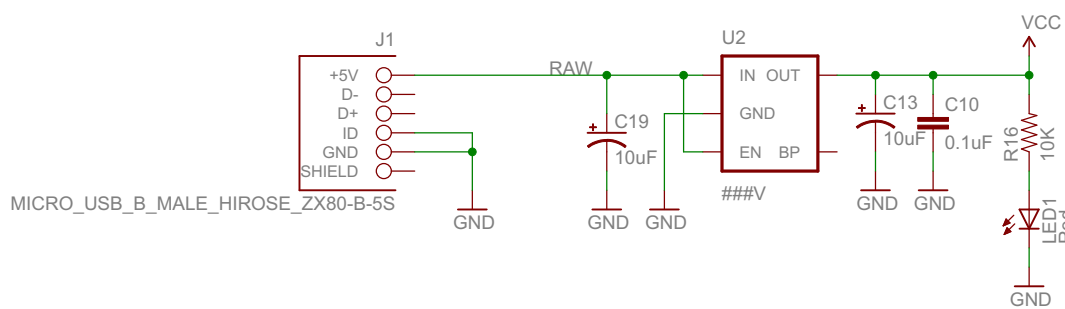 VCC
J1
U2
+5V
RAW
IN OUT
D-
D+
C19
GND
C13
C10
ID
10uF
10uF
0.1uF
R16
10K
GND
EN BP
SHIELD
###V
MICRO_USB_B_MALE_HIROSE_ZX80-B-5S
GND
GND
GND
GND
GND
LED1
Red
GND